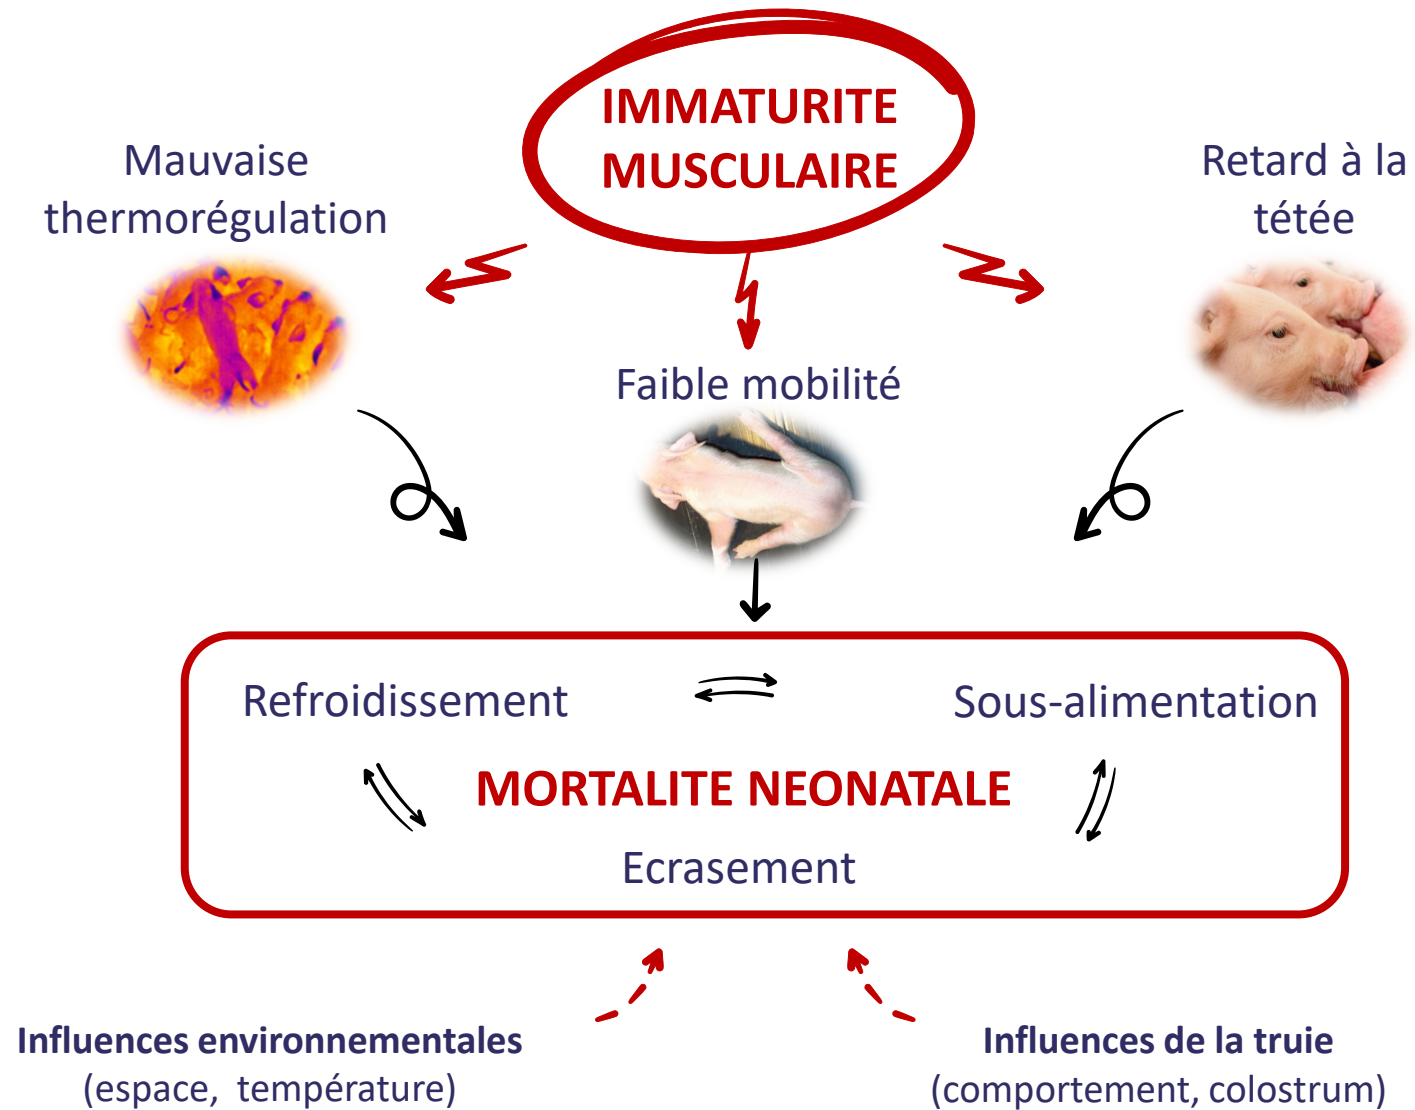 IMMATURITE
MUSCULAIRE
Mauvaise
thermorégulation
Retard à la
tétée
Faible mobilité
Refroidissement
Sous-alimentation
MORTALITE NEONATALE
Ecrasement
Influences environnementales
(espace, température)
Influences de la truie
(comportement, colostrum)